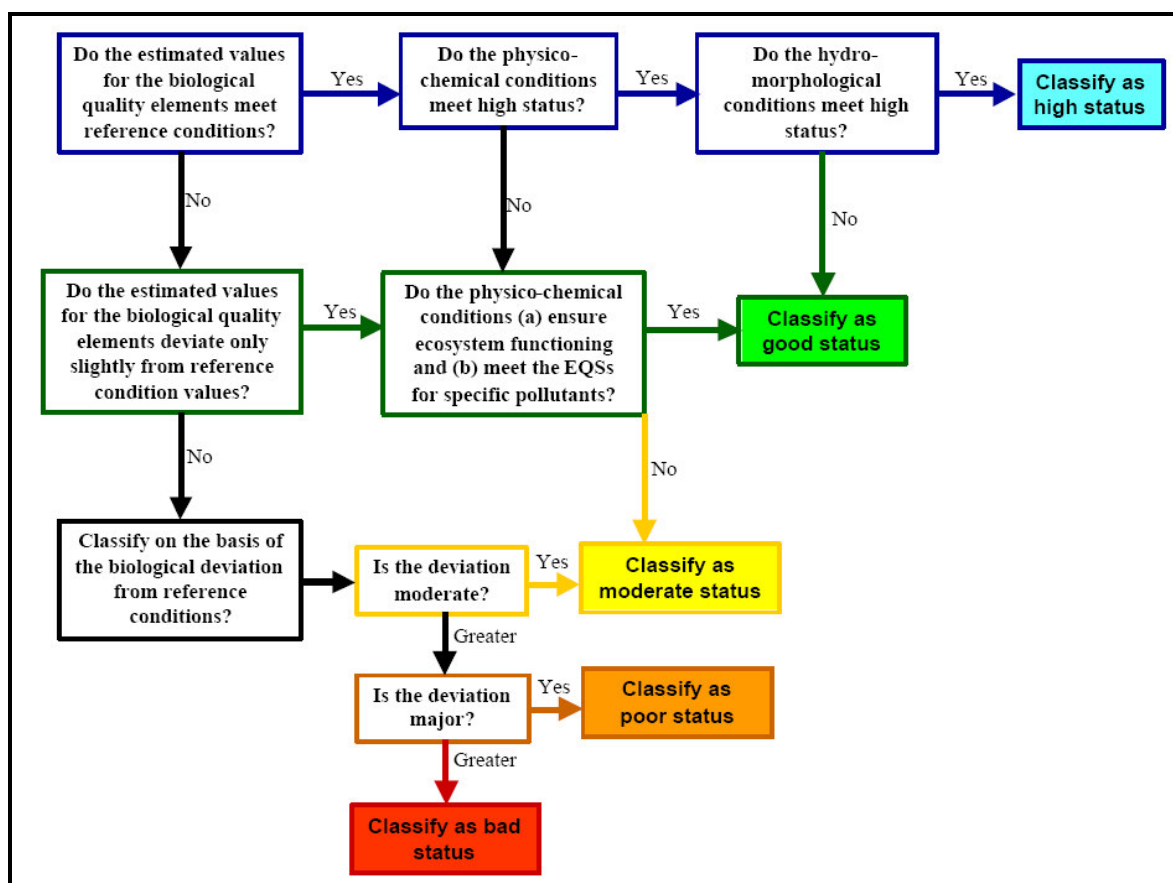 Do the estimated values
for the biological
quality elements meet
reference conditions?
Yes
Do the physico-
chemical conditions
meet high status?
Yes
Do the hydro-
morphological
conditions meet high
status?
Yes
Classify as
high status
No
No
No
Do the estimated values
for the biological quality
elements deviate only
slightly from reference
condition values?
Yes
Do the physico-chemical
conditions (a) ensure
ecosystem functioning
and (b) meet the EQSs
for specific pollutants?
Yes
Classify as
good status
No
No
Classify on the basis of
the biological deviation
from reference
conditions?
Is the deviation
moderate?
Yes
Classify as
moderate status
Greater
Is the deviation
major?
Yes
Classify as
poor status
Greater
Classify as bad
status